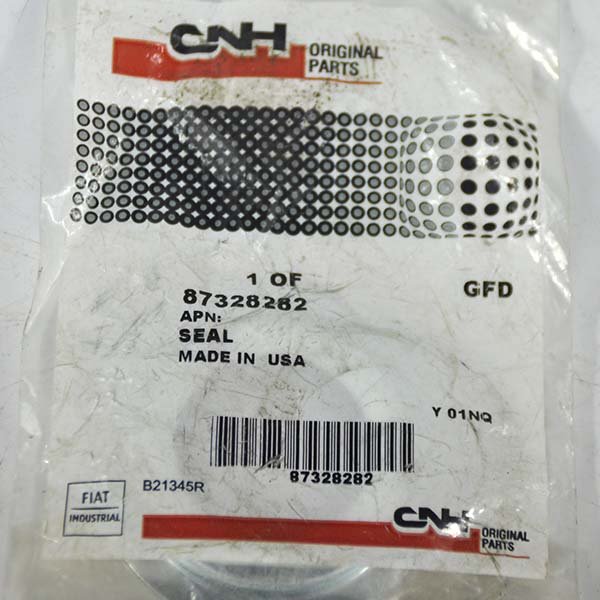 CNH
ORIGINAL
PARTS
1 OF
87328282
GFD
APN:
SEAL
MADE IN USA
Y 01NQ
87328282
B21345R
FIAT
INDUSTRIAL
CNH
ORIGINAL
PARTS